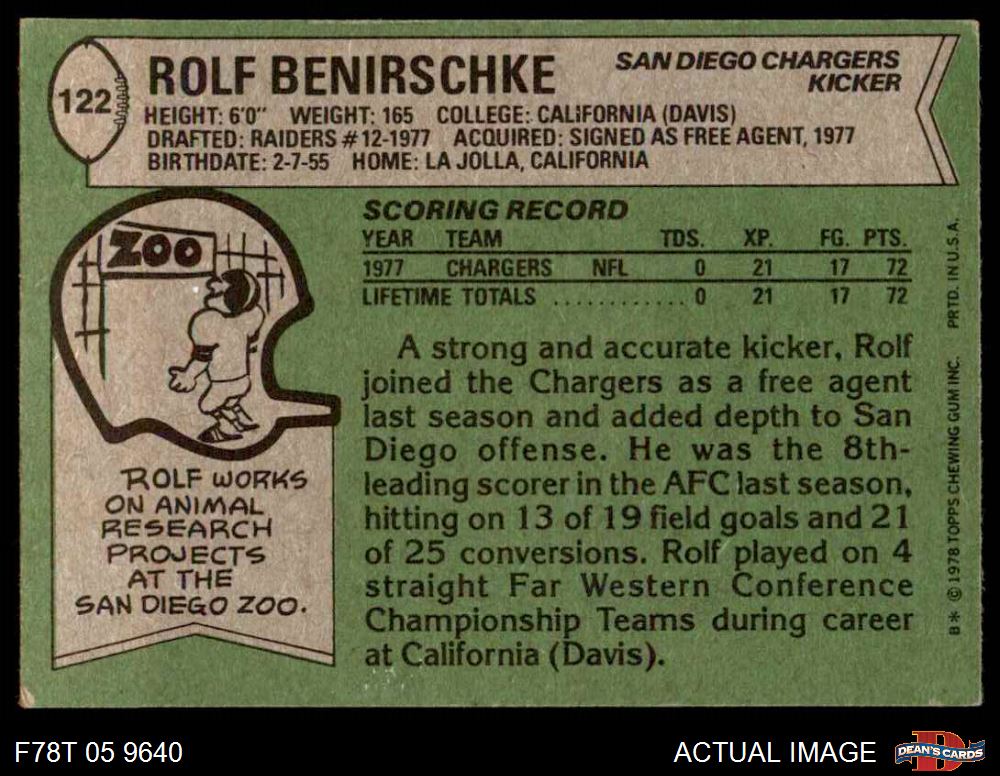 122
ROLF BENIRSCHKE
SAN DIEGO CHARGERS
KICKER
HEIGHT: 6'0" WEIGHT: 165 COLLEGE: CALIFORNIA (DAVIS)
DRAFTED: RAIDERS #12-1977 ACQUIRED: SIGNED AS FREE AGENT, 1977
BIRTHDATE: 2-7-55 HOME: LA JOLLA, CALIFORNIA
ZOO
ROLF WORKS
ON ANIMAL
RESEARCH
PROJECTS
AT THE
SAN DIEGO ZOO.
SCORING RECORD
YEAR TEAM TDS. XP. FG. PTS.
1977 CHARGERS NFL 0 21 17 72
LIFETIME TOTALS ............ 0 21 17 72
A strong and accurate kicker, Rolf
joined the Chargers as a free agent
last season and added depth to San
Diego offense. He was the 8th-
leading scorer in the AFC last season,
hitting on 13 of 19 field goals and 21
of 25 conversions. Rolf played on 4
straight Far Western Conference
Championship Teams during career
at California (Davis).
B* © 1978 TOPPS CHEWING GUM INC. PRTD. IN U.S.A.
F78T 05 9640
ACTUAL IMAGE
DEAN'S CARDS